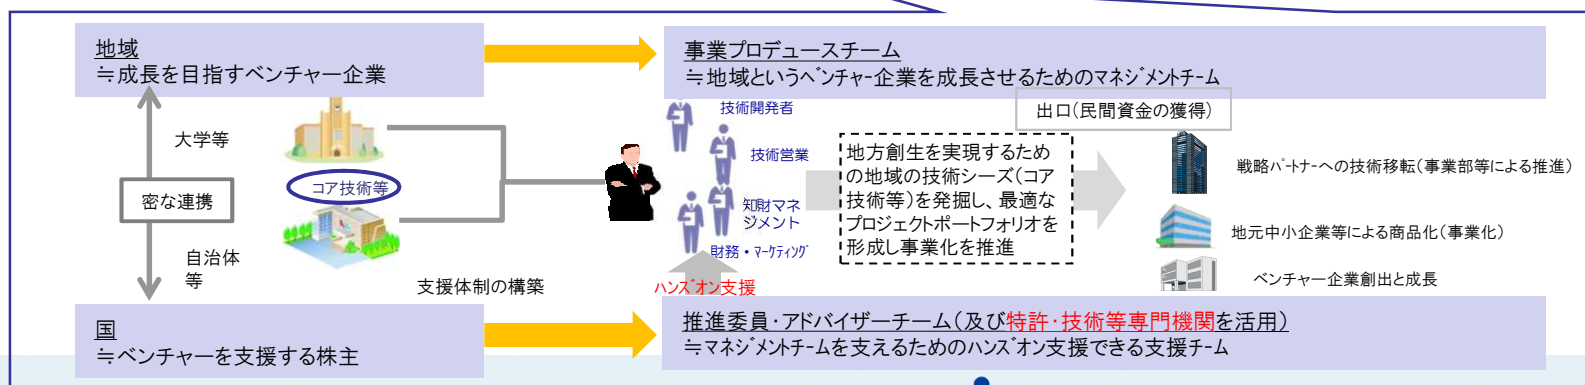 地域
≒成長を目指すベンチャー企業
事業プロデュースチーム
≒地域というベンチャー企業を成長させるためのマネジメントチーム
出口(民間資金の獲得)
大学等
コア技術等
密な連携
自治体
等
支援体制の構築
技術開発者
技術営業
知財マネ
ジメント
財務・マーケティング
ハンズオン支援
地方創生を実現するため
の地域の技術シーズ(コア
技術等)を発掘し、最適な
プロジェクトポートフォリオを
形成し事業化を推進
戦略パートナーへの技術移転(事業部等による推進)
地元中小企業等による商品化(事業化)
ベンチャー企業創出と成長
国
≒ベンチャーを支援する株主
推進委員・アドバイザーチーム(及び特許・技術等専門機関を活用)
≒マネジメントチームを支えるためのハンズオン支援できる支援チーム